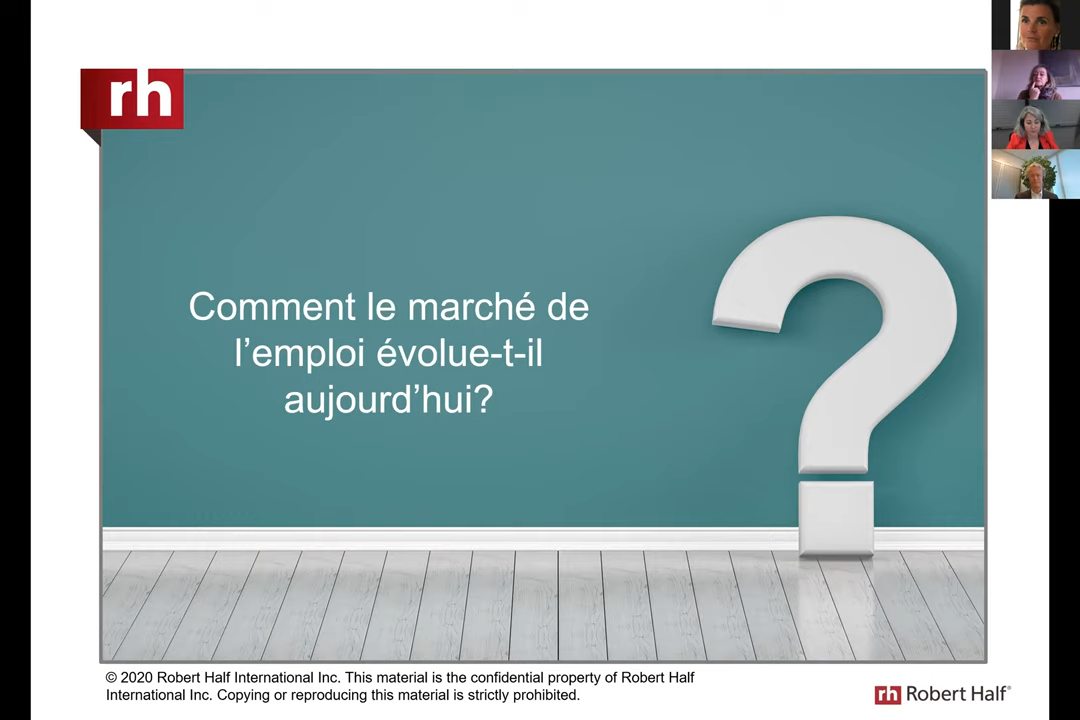 rh
Comment le marché de
l’emploi évolue-t-il
aujourd’hui?
© 2020 Robert Half International Inc. This material is the confidential property of Robert Half
International Inc. Copying or reproducing this material is strictly prohibited.
rh Robert Half®